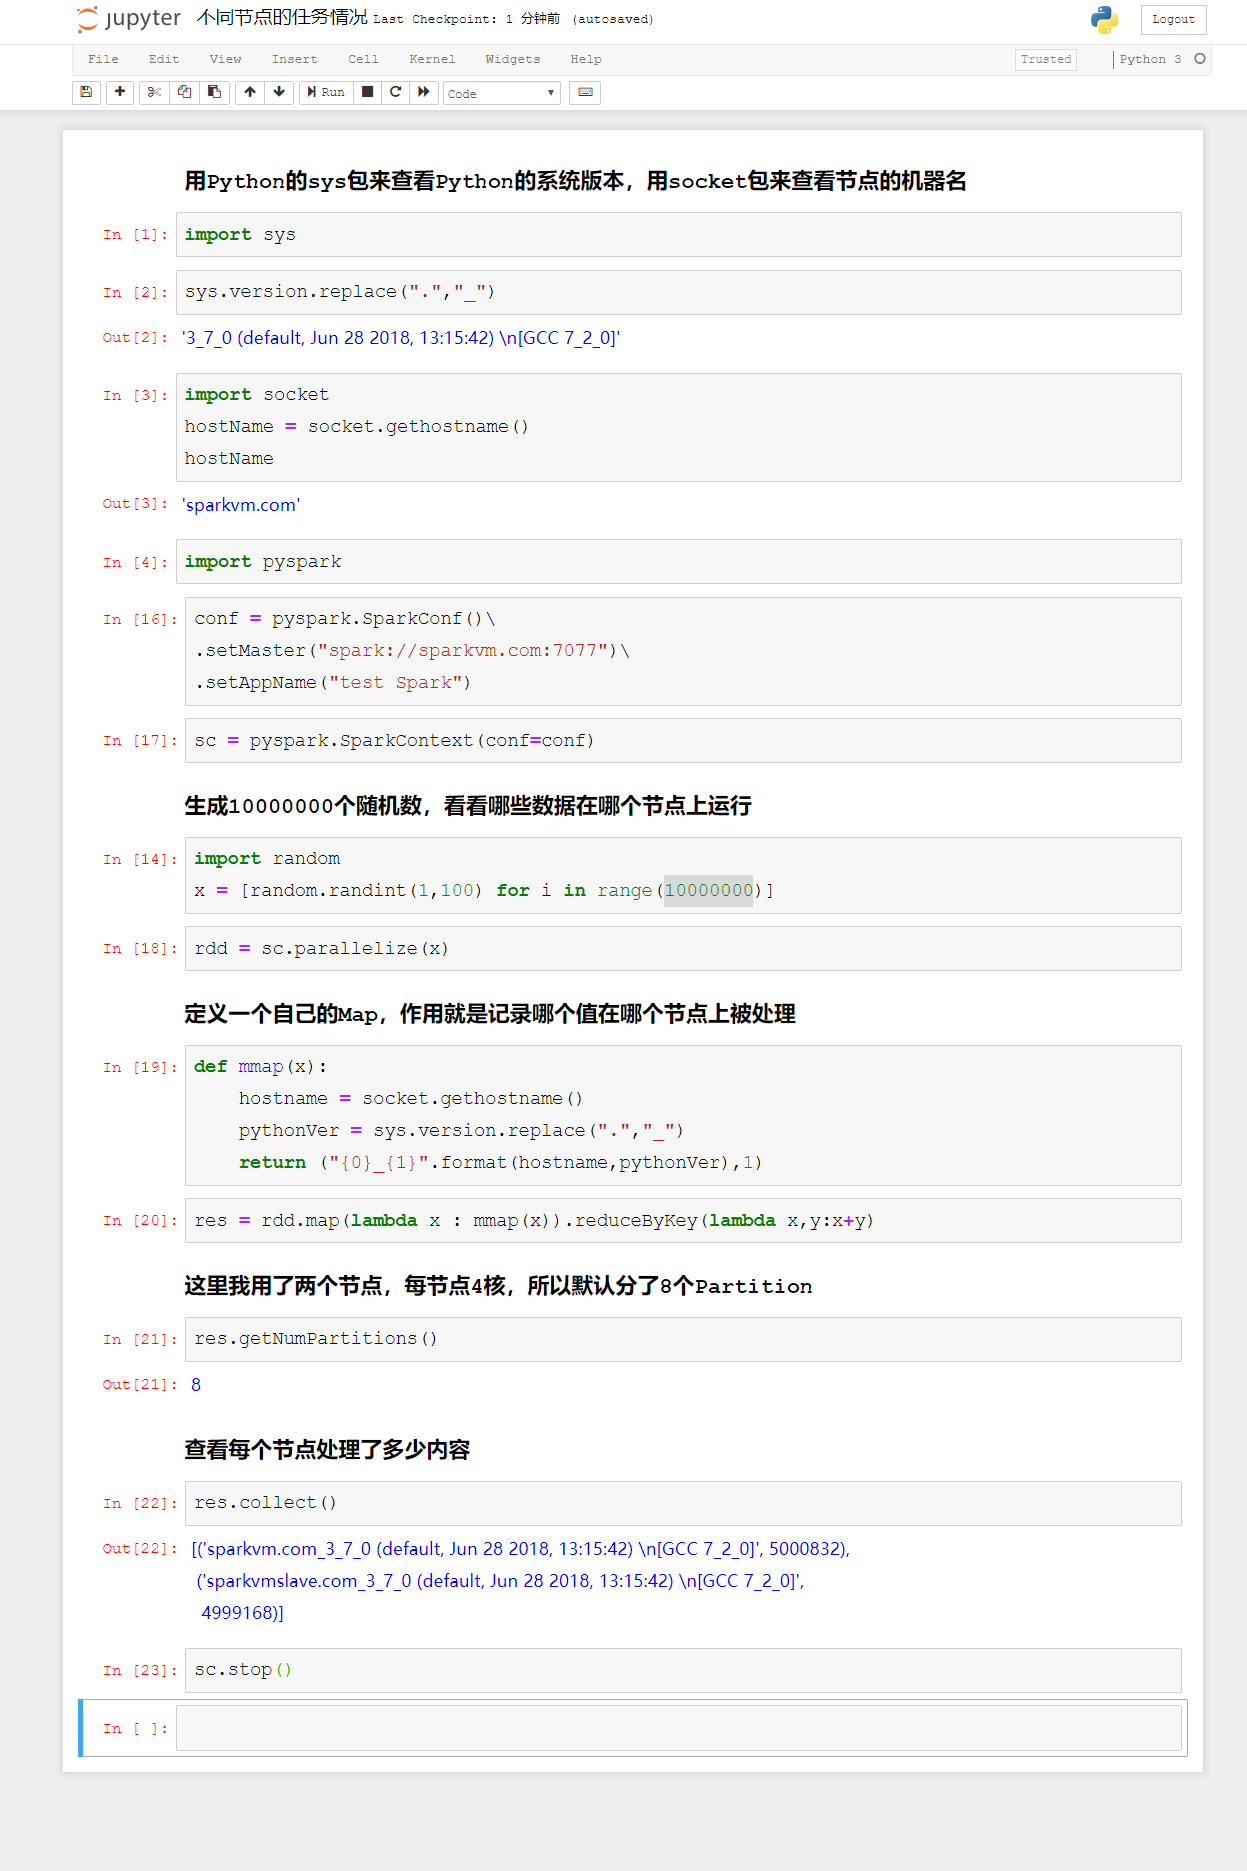 jupyter 不同节点的任务情况 Last Checkpoint: 1 分钟前 (autosaved) Logout
File Edit View Insert Cell Kernel Widgets Help Trusted Python 3
Run Code
用Python的sys包来查看Python的系统版本，用socket包来查看节点的机器名
In [1]: import sys
In [2]: sys.version.replace(".","_")
Out[2]: '3_7_0 (default, Jun 28 2018, 13:15:42) \n[GCC 7_2_0]'
In [3]: import socket
hostName = socket.gethostname()
hostName
Out[3]: 'sparkvm.com'
In [4]: import pyspark
In [16]: conf = pyspark.SparkConf()\
.setMaster("spark://sparkvm.com:7077")\
.setAppName("test Spark")
In [17]: sc = pyspark.SparkContext(conf=conf)
生成10000000个随机数，看看哪些数据在哪个节点上运行
In [14]: import random
x = [random.randint(1,100) for i in range(10000000)]
In [18]: rdd = sc.parallelize(x)
定义一个自己的Map，作用就是记录哪个值在哪个节点上被处理
In [19]: def mmap(x):
    hostname = socket.gethostname()
    pythonVer = sys.version.replace(".","_")
    return ("{0}_{1}".format(hostname,pythonVer),1)
In [20]: res = rdd.map(lambda x : mmap(x)).reduceByKey(lambda x,y:x+y)
这里我用了两个节点，每节点4核，所以默认分了8个Partition
In [21]: res.getNumPartitions()
Out[21]: 8
查看每个节点处理了多少内容
In [22]: res.collect()
Out[22]: [('sparkvm.com_3_7_0 (default, Jun 28 2018, 13:15:42) \n[GCC 7_2_0]', 5000832),
('sparkvmslave.com_3_7_0 (default, Jun 28 2018, 13:15:42) \n[GCC 7_2_0]',
4999168)]
In [23]: sc.stop()
In [ ]: